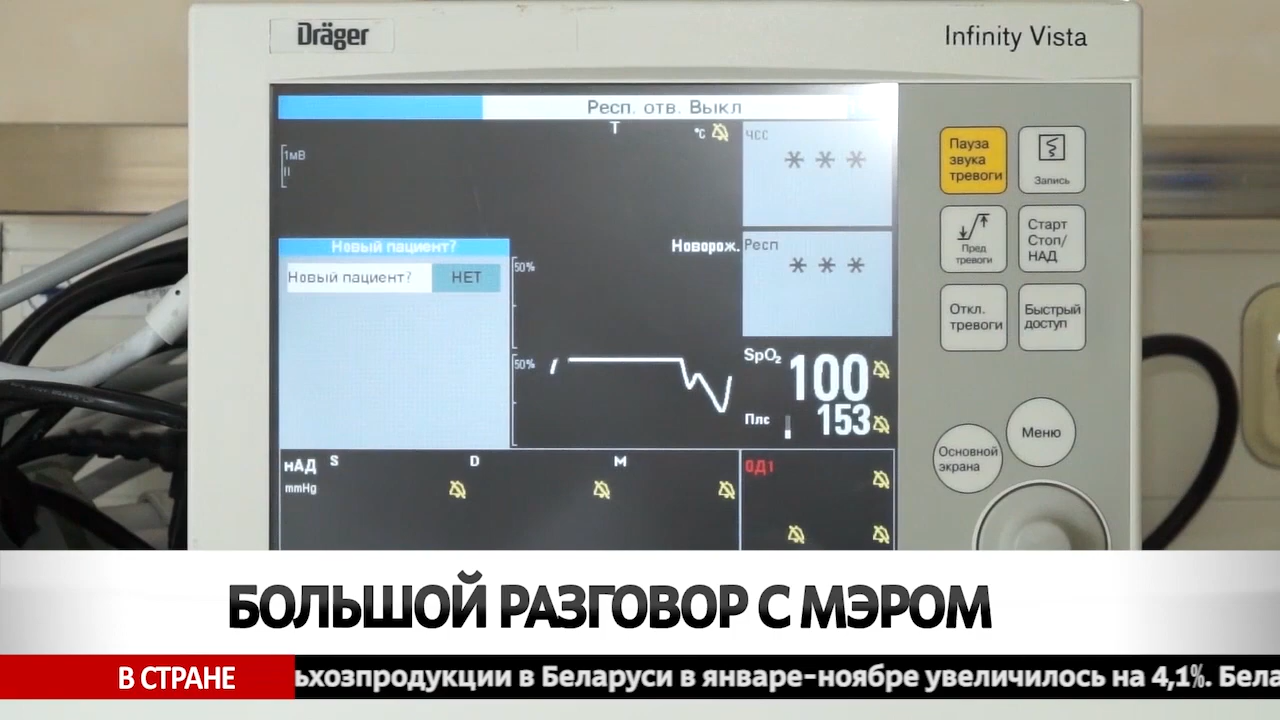 Dräger
Infinity Vista
Респ. отв. Выкл
T
°C
ЧСС
***
1мВ
II
Новый пациент?
Новый пациент?
НЕТ
Новорож.
Респ
***
50%
50%
SpO₂
100
Плс
153
нАД
S
D
M
mmHg
ОД1
Пауза
звука
тревоги
Запись
Пред
тревоги
Старт
Стоп/
НАД
Откл.
тревоги
Быстрый
доступ
Основной
экрана
Меню
БОЛЬШОЙ РАЗГОВОР С МЭРОМ
В СТРАНЕ
ьхозпродукции в Беларуси в январе-ноябре увеличилось на 4,1%. Бела